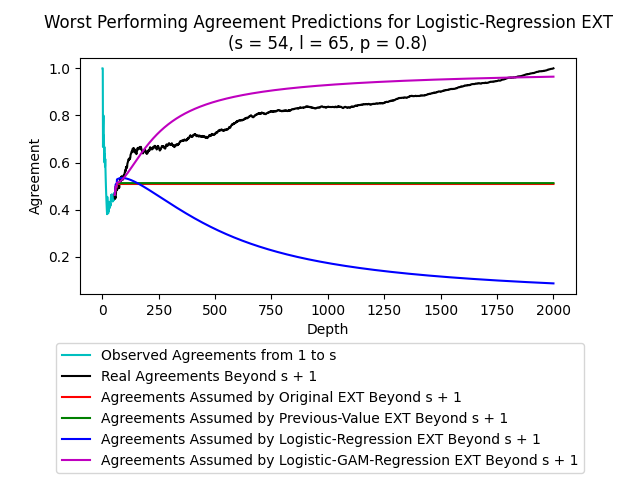 Worst Performing Agreement Predictions for Logistic-Regression EXT
(s = 54, l = 65, p = 0.8)
1.0
0.8
0.6
0.4
0.2
Agreement
0 250 500 750 1000 1250 1500 1750 2000
Depth
Observed Agreements from 1 to s
Real Agreements Beyond s + 1
Agreements Assumed by Original EXT Beyond s + 1
Agreements Assumed by Previous-Value EXT Beyond s + 1
Agreements Assumed by Logistic-Regression EXT Beyond s + 1
Agreements Assumed by Logistic-GAM-Regression EXT Beyond s + 1